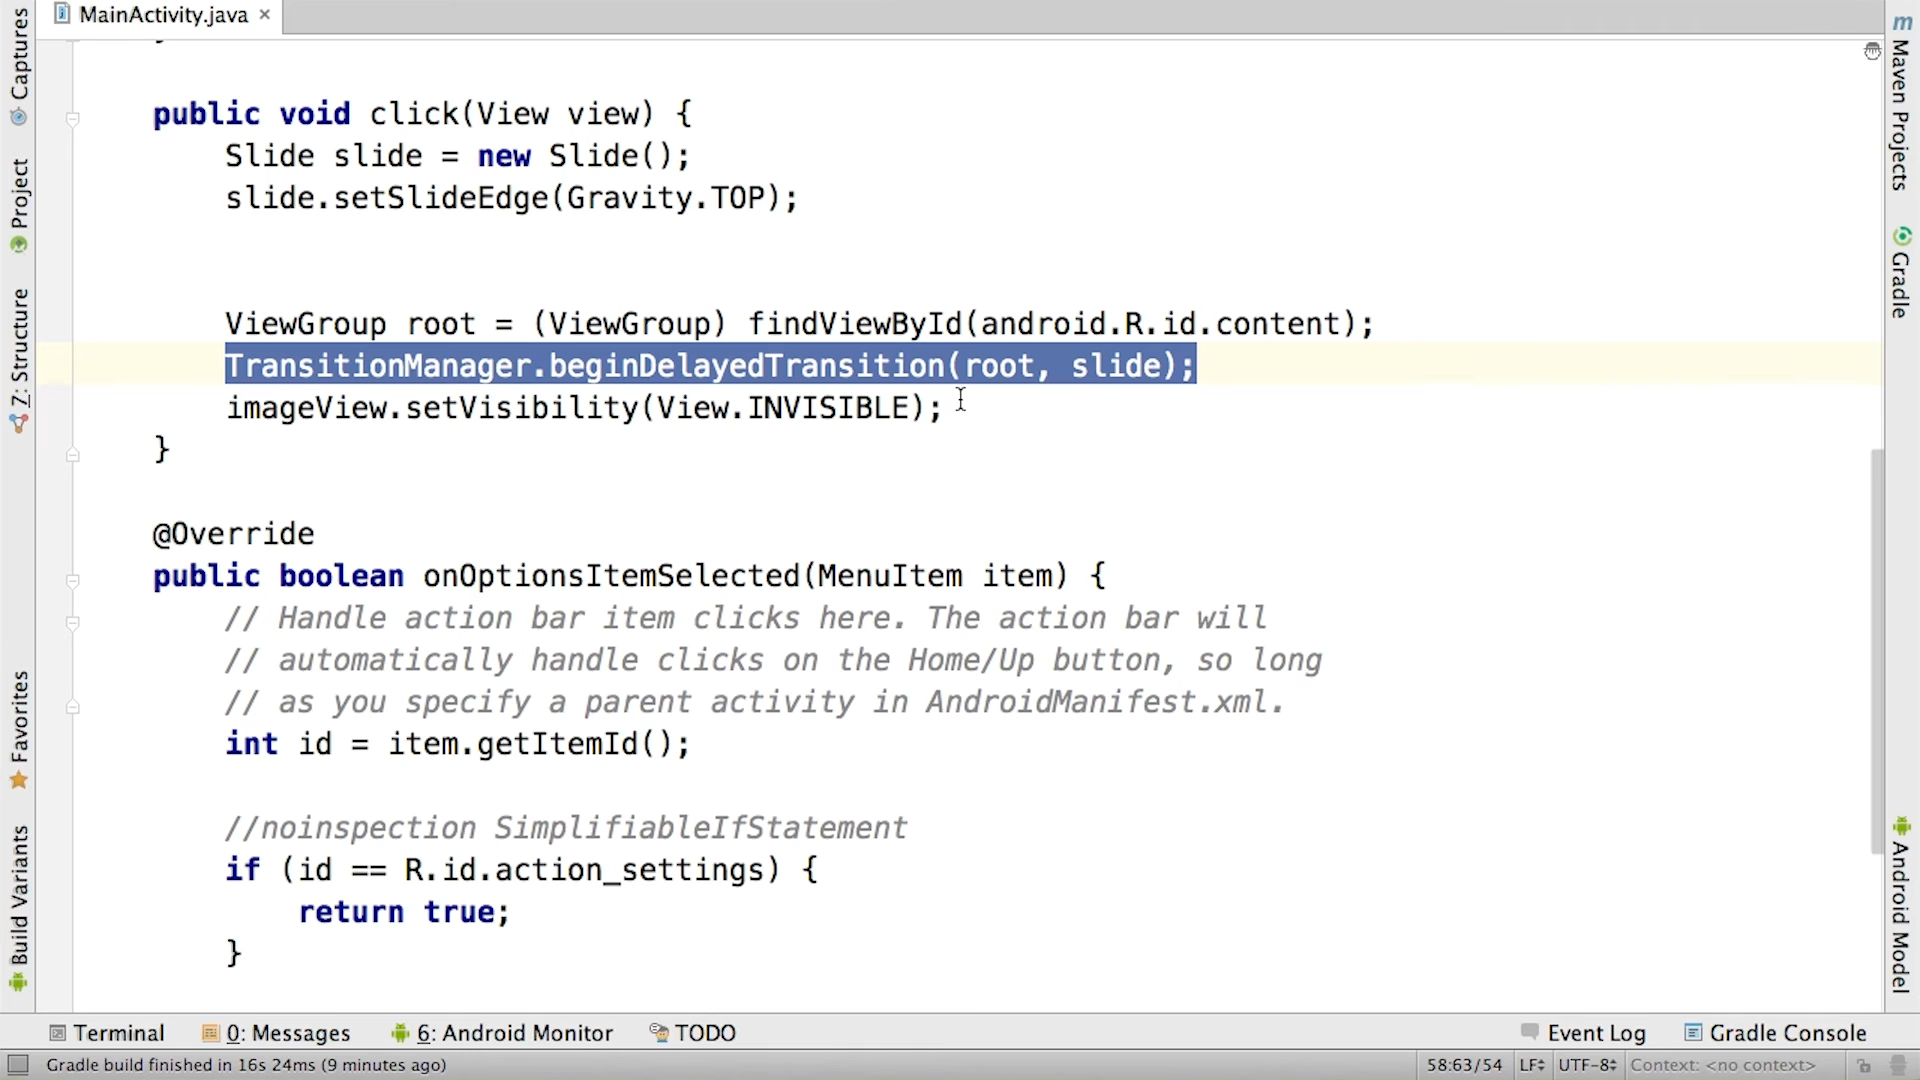 MainActivity.java
public void click(View view) {
Slide slide = new Slide();
slide.setSlideEdge(Gravity.TOP);
ViewGroup root = (ViewGroup) findViewById(android.R.id.content);
TransitionManager.beginDelayedTransition(root, slide);
imageView.setVisibility(View.INVISIBLE);
}
@Override
public boolean onOptionsItemSelected(MenuItem item) {
// Handle action bar item clicks here. The action bar will
// automatically handle clicks on the Home/Up button, so long
// as you specify a parent activity in AndroidManifest.xml.
int id = item.getItemId();
//noinspection SimplifiableIfStatement
if (id == R.id.action_settings) {
return true;
}
Captures
Project
Z: Structure
Favorites
Build Variants
Maven Projects
Gradle
Android Model
Terminal
0: Messages
6: Android Monitor
TODO
Event Log
Gradle Console
Gradle build finished in 16s 24ms (9 minutes ago)
58:63/54
LF
UTF-8
Context: <no context>